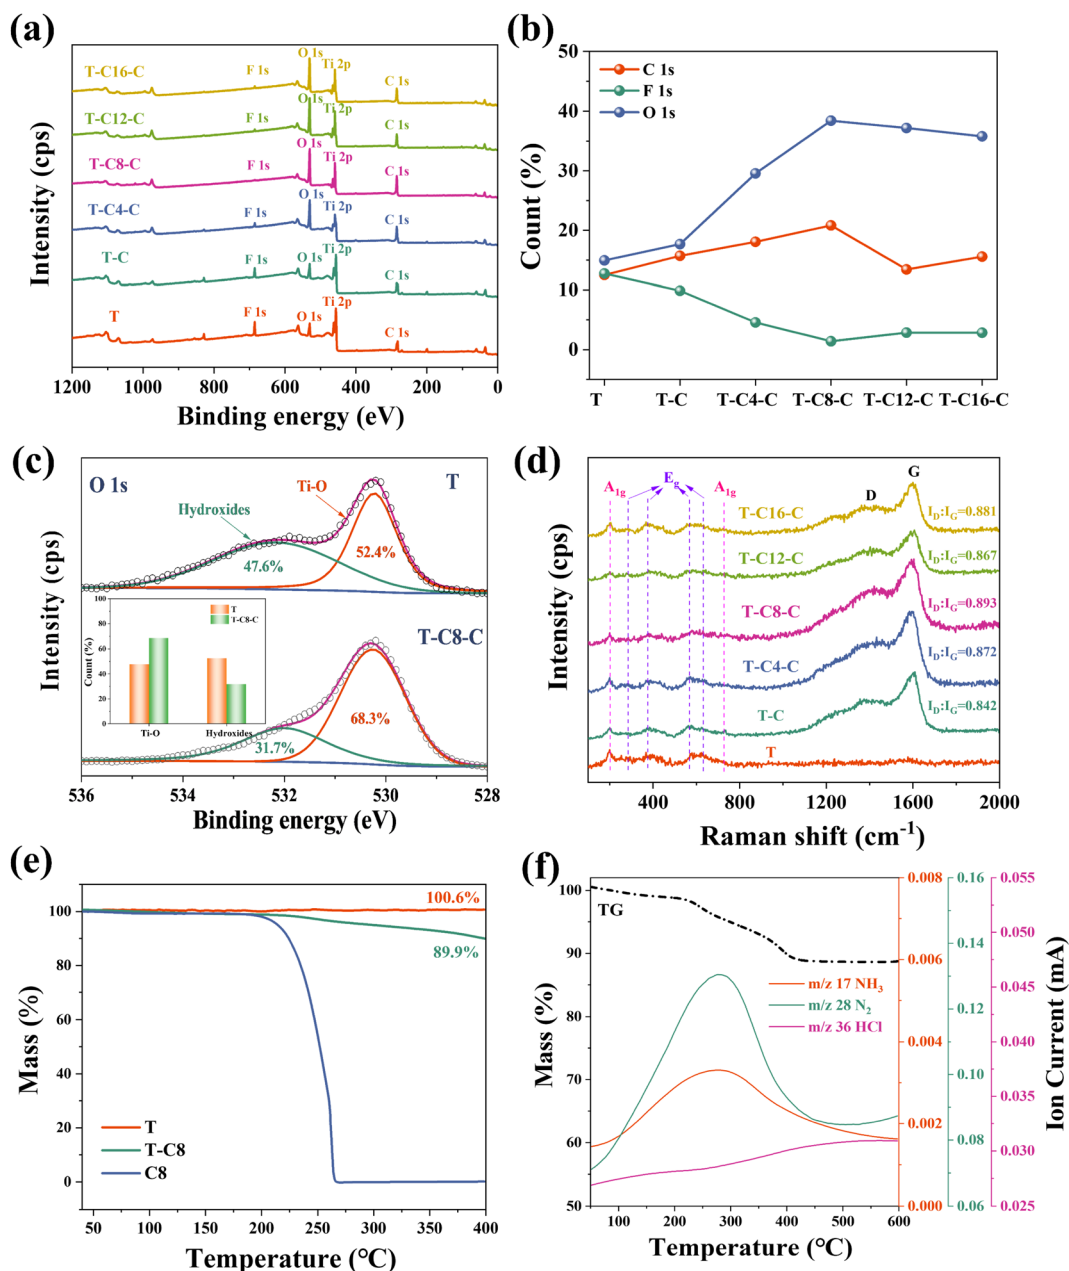 (a)
T-C16-C
F 1s
O 1s
Ti 2p
C 1s
T-C12-C
F 1s
O 1s
Ti 2p
C 1s
T-C8-C
F 1s
O 1s
Ti 2p
C 1s
T-C4-C
F 1s
O 1s
Ti 2p
C 1s
T-C
F 1s
O 1s
Ti 2p
C 1s
T
F 1s
O 1s
Ti 2p
C 1s
Intensity (cps)
1200 1000 800 600 400 200 0
Binding energy (eV)
(b)
C 1s
F 1s
O 1s
Count (%)
50
40
30
20
10
0
T T-C T-C4-C T-C8-C T-C12-C T-C16-C
(c)
O 1s
T
Ti-O
Hydroxides
52.4%
47.6%
T-C8-C
68.3%
31.7%
T
T-C8-C
Count (%)
100
80
60
40
20
0
Ti-O Hydroxides
Intensity (cps)
536 534 532 530 528
Binding energy (eV)
(d)
A1g
Eg
A1g
D
G
T-C16-C
ID:IG=0.881
T-C12-C
ID:IG=0.867
T-C8-C
ID:IG=0.893
T-C4-C
ID:IG=0.872
T-C
ID:IG=0.842
T
Intensity (cps)
400 800 1200 1600 2000
Raman shift (cm-1)
(e)
100.6%
89.9%
T
T-C8
C8
Mass (%)
100
80
60
40
20
0
50 100 150 200 250 300 350 400
Temperature (℃)
(f)
TG
m/z 17 NH3
m/z 28 N2
m/z 36 HCl
Mass (%)
100
90
80
70
60
50
100 200 300 400 500 600
Temperature (℃)
0.008
0.006
0.004
0.002
0.000
0.16
0.14
0.12
0.10
0.08
0.06
0.055
0.050
0.045
0.040
0.035
0.030
0.025
Ion Current (mA)